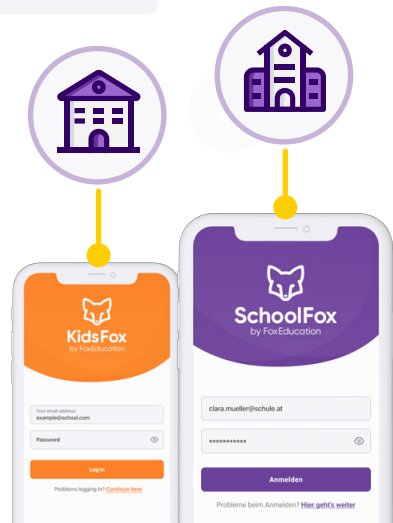 KidsFox
by FoxEducation
Your email address
example@school.com
Password
Log in
Problems logging in? Continue here
SchoolFox
by FoxEducation
clara.mueller@schule.at
***********
Anmelden
Probleme beim Anmelden? Hier geht's weiter